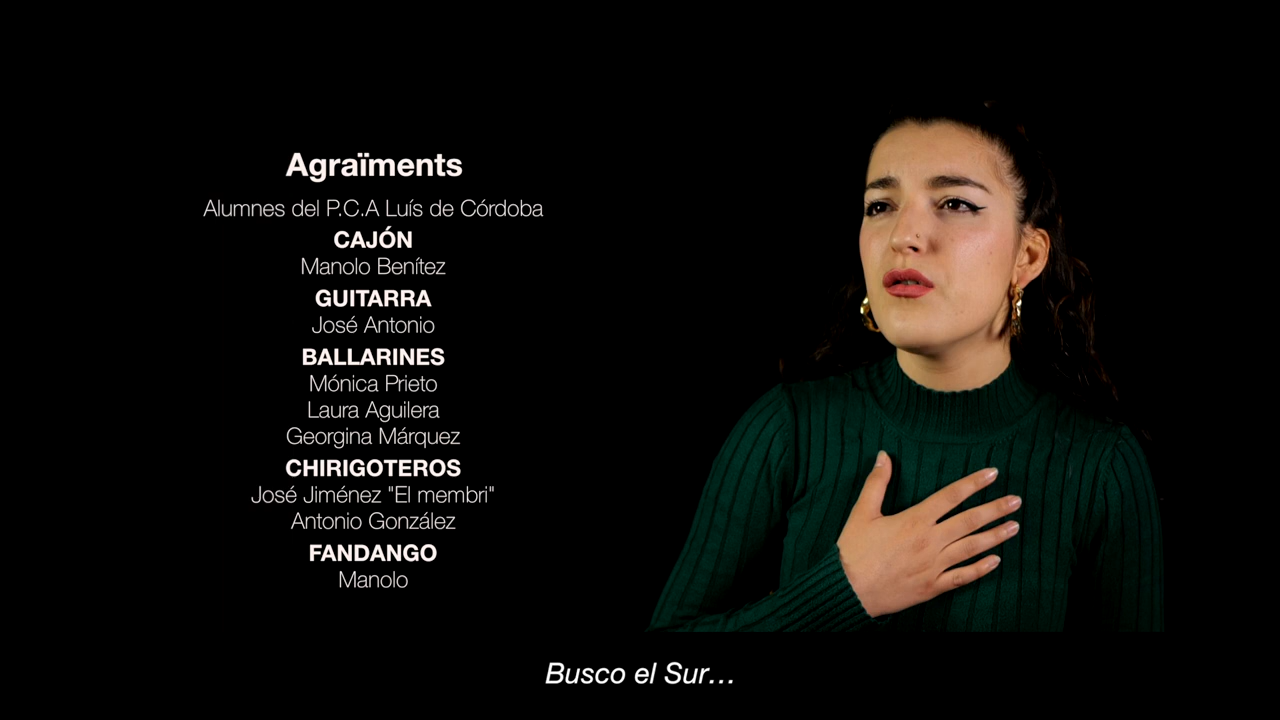 Agraïments
Alumnes del P.C.A Luís de Córdoba
CAJÓN
Manolo Benítez
GUITARRA
José Antonio
BALLARINES
Mónica Prieto
Laura Aguilera
Georgina Márquez
CHIRIGOTEROS
José Jiménez "El membri"
Antonio González
FANDANGO
Manolo
Busco el Sur...